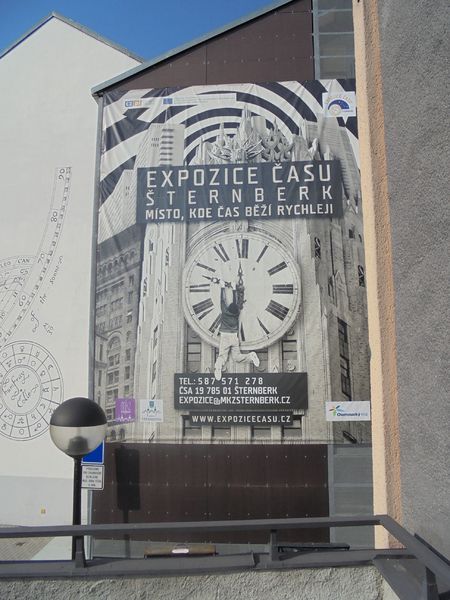 EXPOZICE ČASU
ŠTERNBERK
MÍSTO, KDE ČAS BĚŽÍ RYCHLEJI
TEL.: 587 571 278
ČSA 19 785 01 ŠTERNBERK
EXPOZICE@MKZSTERNBERK.CZ
WWW.EXPOZICECASU.CZ